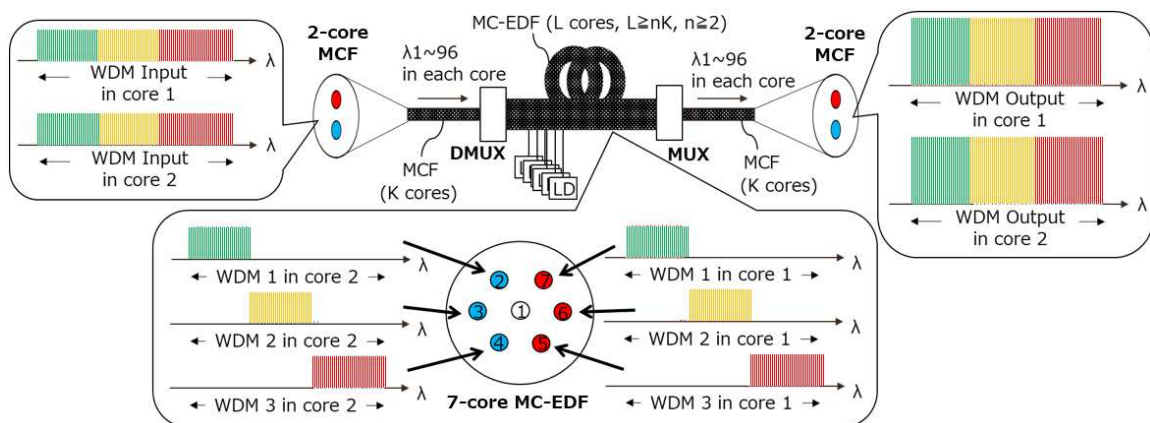 MC-EDF (L cores, L≧nK, n≧2)
2-core
MCF
2-core
MCF
λ
WDM Input
in core 1
λ
WDM Input
in core 2
λ1~96
in each core
DMUX
MCF
(K cores)
LD
λ1~96
in each core
MUX
MCF
(K cores)
λ
WDM Output
in core 1
λ
WDM Output
in core 2
λ
WDM 1 in core 2
λ
WDM 2 in core 2
λ
WDM 3 in core 2
2
7
3
1
6
4
5
7-core MC-EDF
λ
WDM 1 in core 1
λ
WDM 2 in core 1
λ
WDM 3 in core 1